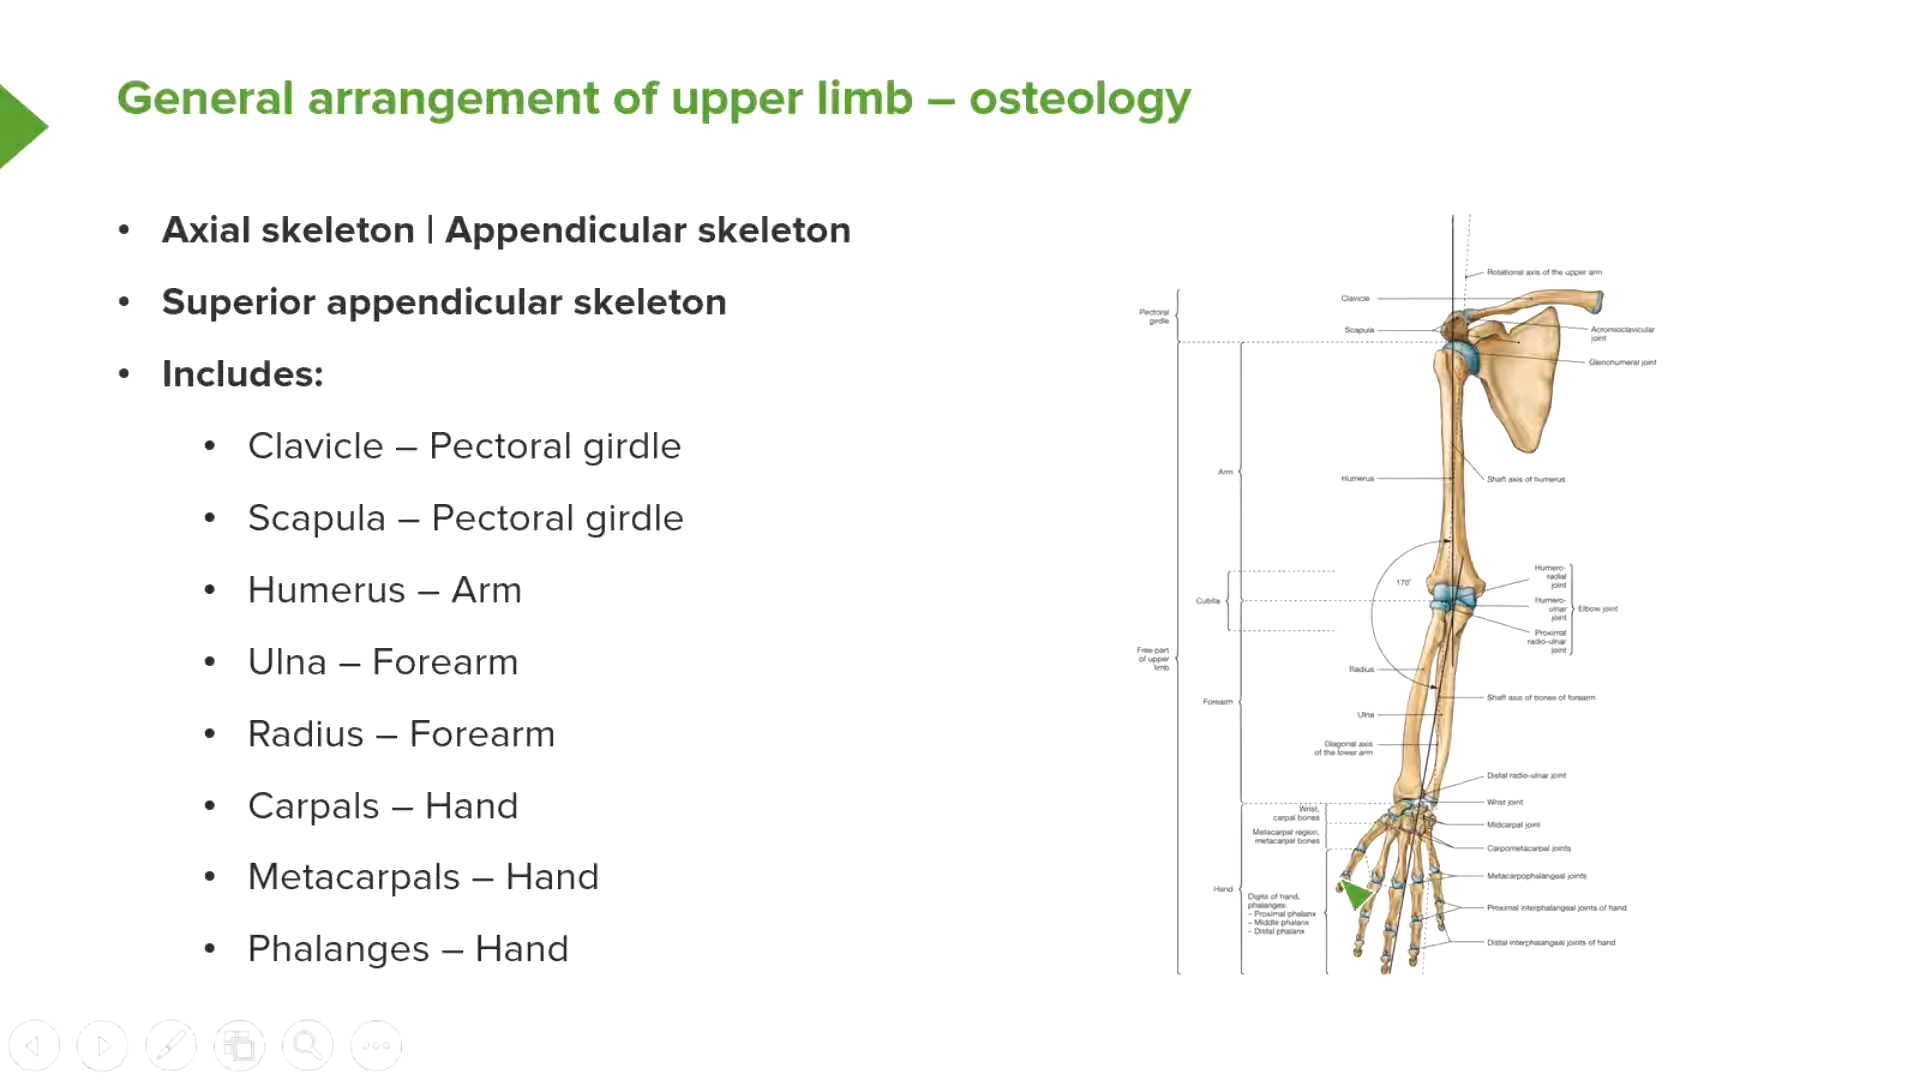 General arrangement of upper limb – osteology
• Axial skeleton | Appendicular skeleton
• Superior appendicular skeleton
• Includes:
• Clavicle – Pectoral girdle
• Scapula – Pectoral girdle
• Humerus – Arm
• Ulna – Forearm
• Radius – Forearm
• Carpals – Hand
• Metacarpals – Hand
• Phalanges – Hand
Rotational axis of the upper arm
Clavicle
Pectoral
girdle
Scapula
Acromioclavicular
joint
Glenohumeral joint
Arm
Humerus
Shaft axis of humerus
170°
Humero-
radial
joint
Cubita
Humero-
ulnar
joint
Elbow joint
Proximal
radio-ulnar
joint
Free part
of upper
limb
Radius
Forearm
Shaft axis of bones of forearm
Ulna
Diagonal axis
of the lower arm
Distal radio-ulnar joint
Wrist joint
Wrist,
carpal bones
Midcarpal joint
Metacarpal region,
metacarpal bones
Carpometacarpal joints
Metacarpophalangeal joints
Hand
Digits of hand,
phalanges
– Proximal phalanx
– Middle phalanx
– Distal phalanx
Proximal interphalangeal joints of hand
Distal interphalangeal joints of hand